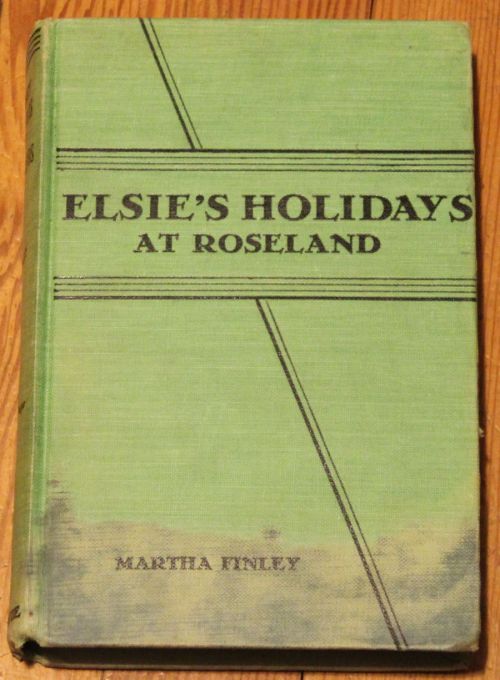 ELSIE'S HOLIDAYS
AT ROSELAND
MARTHA FINLEY